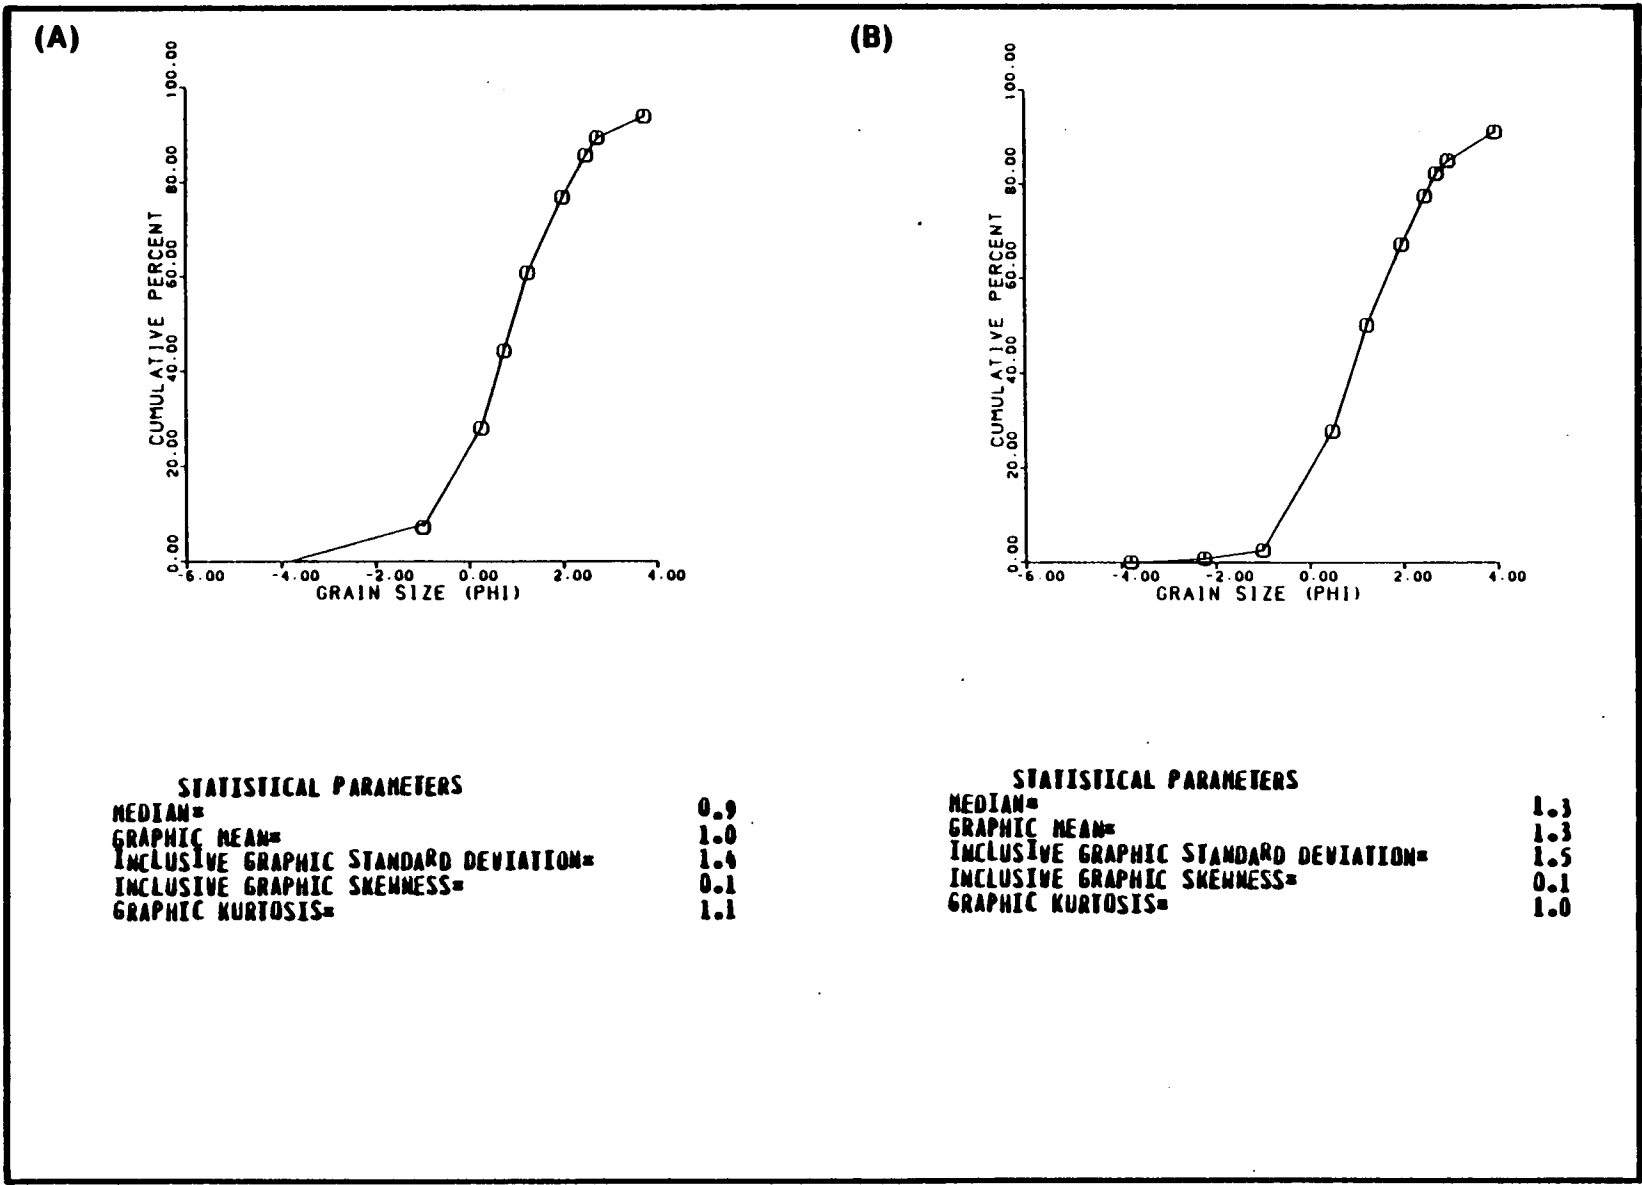 (A)
100.00
80.00
60.00
40.00
20.00
0.00
CUMULATIVE PERCENT
-6.00 -4.00 -2.00 0.00 2.00 4.00
GRAIN SIZE (PHI)
STATISTICAL PARAMETERS
MEDIAN= 0.9
GRAPHIC MEAN= 1.0
INCLUSIVE GRAPHIC STANDARD DEVIATION= 1.4
INCLUSIVE GRAPHIC SKEWNESS= 0.1
GRAPHIC KURTOSIS= 1.1
(B)
100.00
80.00
60.00
40.00
20.00
0.00
CUMULATIVE PERCENT
-6.00 -4.00 -2.00 0.00 2.00 4.00
GRAIN SIZE (PHI)
STATISTICAL PARAMETERS
MEDIAN= 1.3
GRAPHIC MEAN= 1.3
INCLUSIVE GRAPHIC STANDARD DEVIATION= 1.5
INCLUSIVE GRAPHIC SKEWNESS= 0.1
GRAPHIC KURTOSIS= 1.0